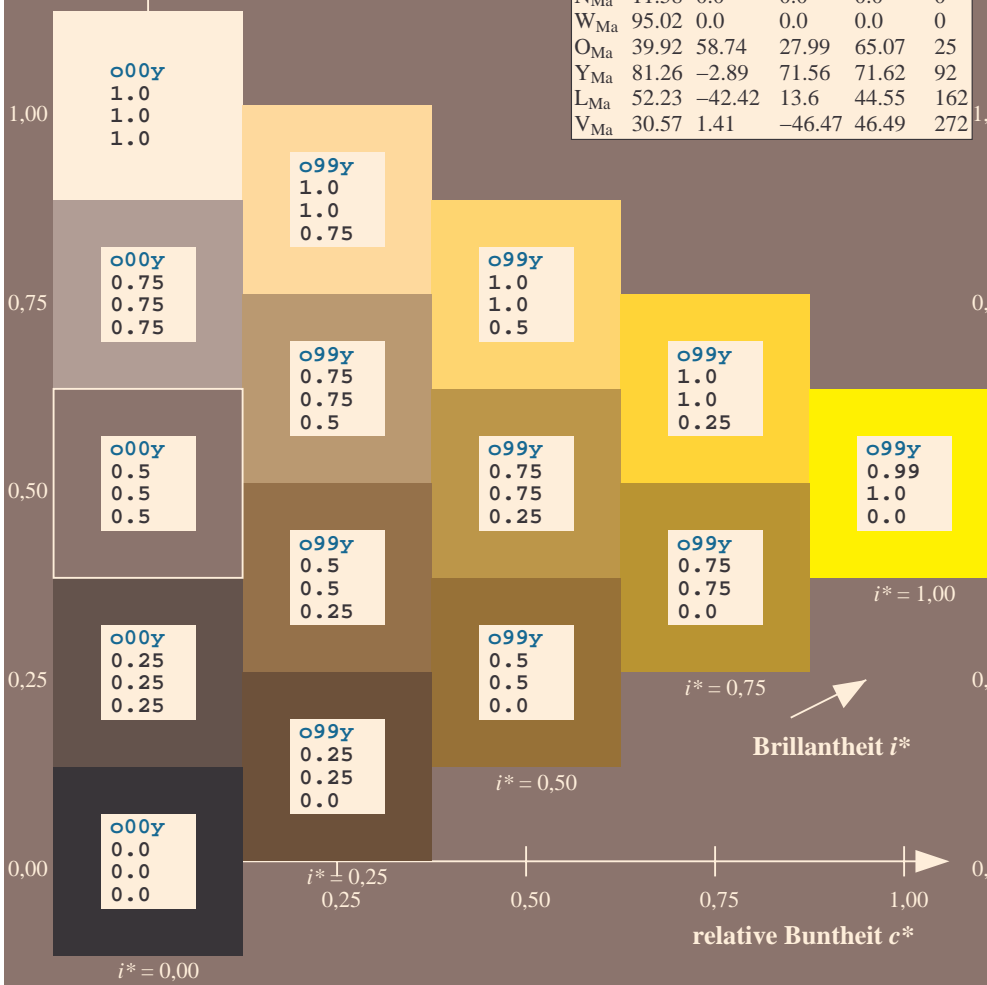 W_Ma 95.02 0.0 0.0 0.0 0
O_Ma 39.92 58.74 27.99 65.07 25
Y_Ma 81.26 −2.89 71.56 71.62 92
L_Ma 52.23 −42.42 13.6 44.55 162
V_Ma 30.57 1.41 −46.47 46.49 272
o00y
1.0
1.0
1.0
1,00
o99y
1.0
1.0
0.75
o00y
0.75
0.75
0.75
o99y
1.0
1.0
0.5
0,75
o99y
0.75
0.75
0.5
o99y
1.0
1.0
0.25
o00y
0.5
0.5
0.5
o99y
0.75
0.75
0.25
o99y
0.99
1.0
0.0
0,50
o99y
0.5
0.5
0.25
o99y
0.75
0.75
0.0
i* = 1,00
o00y
0.25
0.25
0.25
o99y
0.5
0.5
0.0
0,25
i* = 0,75
o99y
0.25
0.25
0.0
Brillantheit i*
i* = 0,50
o00y
0.0
0.0
0.0
0,00
i* = 0,25
0,25 0,50 0,75 1,00
relative Buntheit c*
i* = 0,00